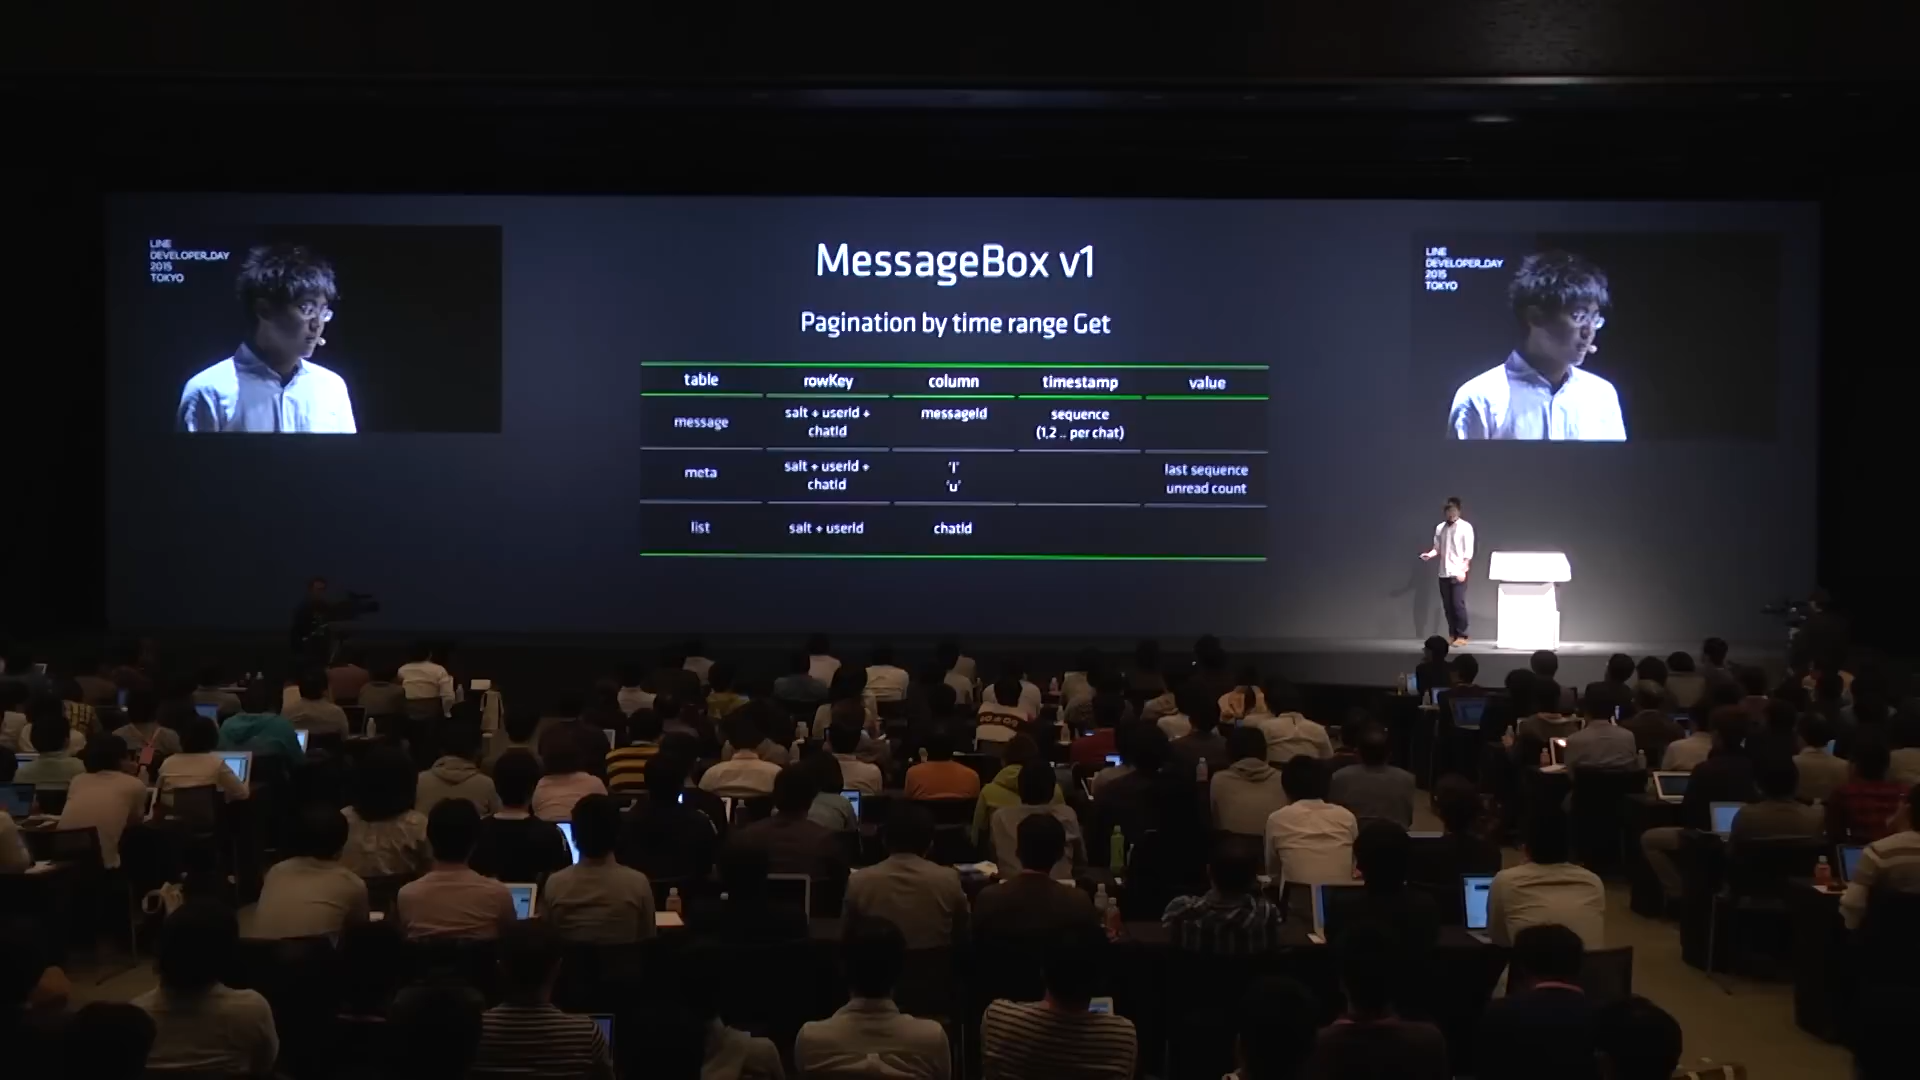 LINE
DEVELOPER_DAY
2015
TOKYO
MessageBox v1
Pagination by time range Get
table rowKey column timestamp value
message salt + userId + chatId messageId sequence (1,2 .. per chat)
meta salt + userId + chatId 'l' 'u' last sequence unread count
list salt + userId chatId
LINE
DEVELOPER_DAY
2015
TOKYO